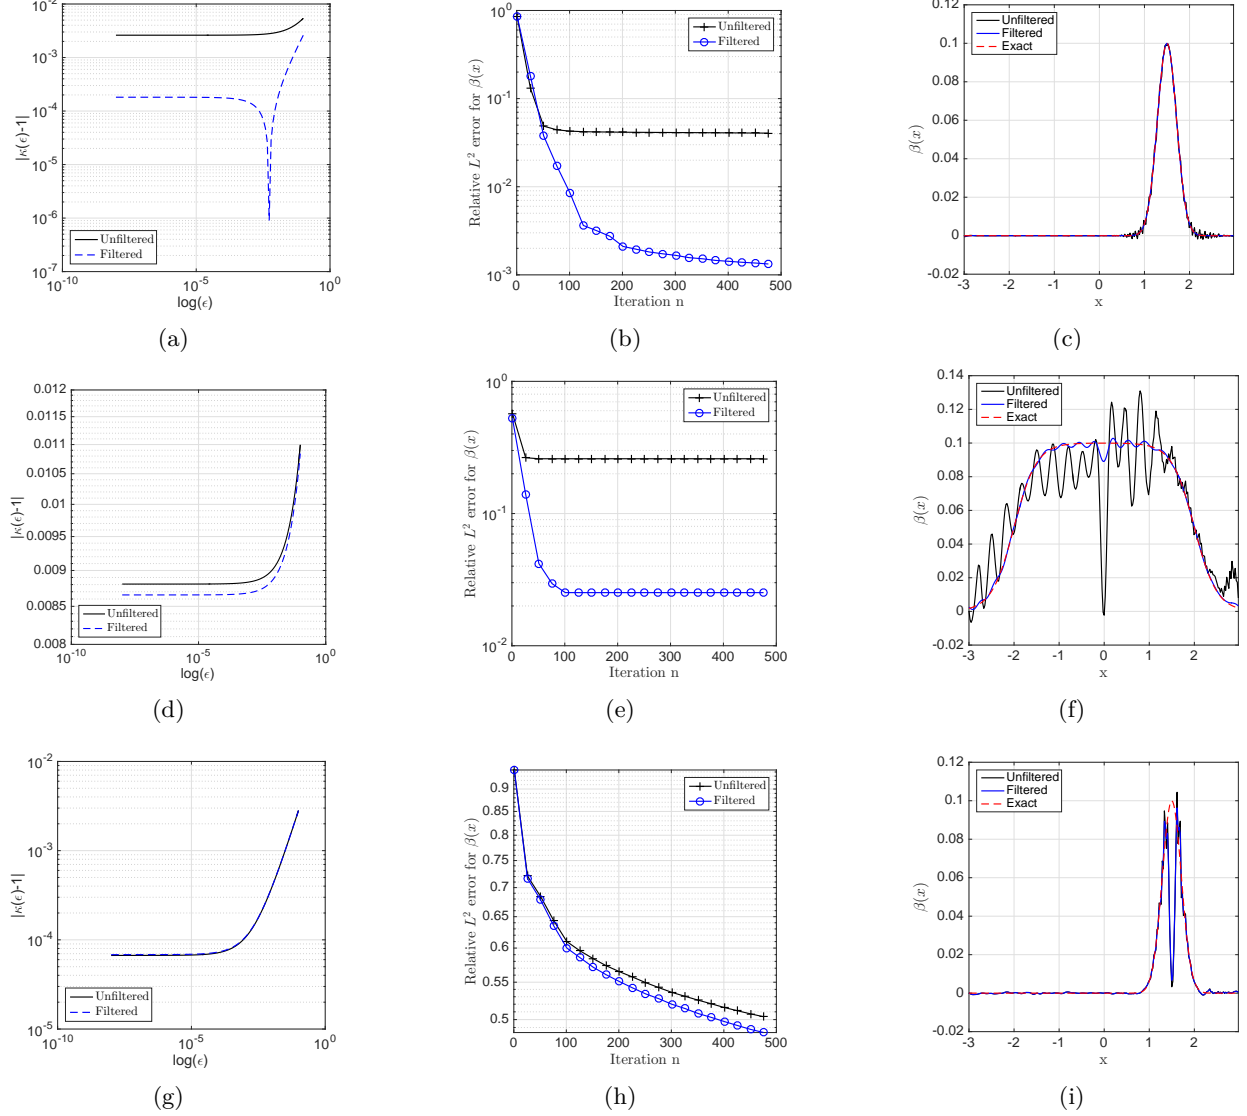 10^-2
10^-3
10^-4
10^-5
10^-6
10^-7
10^-10
10^-5
10^0
|κ(ϵ)-1|
log(ϵ)
Unfiltered
Filtered
(a)
10^0
10^-1
10^-2
10^-3
0
100
200
300
400
500
Relative L^2 error for β(x)
Iteration n
Unfiltered
Filtered
(b)
0.12
0.1
0.08
0.06
0.04
0.02
0
-0.02
-3
-2
-1
0
1
2
β(x)
x
Unfiltered
Filtered
Exact
(c)
0.012
0.0115
0.011
0.0105
0.01
0.0095
0.009
0.0085
0.008
10^-10
10^-5
10^0
|κ(ϵ)-1|
log(ϵ)
Unfiltered
Filtered
(d)
10^0
10^-1
10^-2
0
100
200
300
400
500
Relative L^2 error for β(x)
Iteration n
Unfiltered
Filtered
(e)
0.14
0.12
0.1
0.08
0.06
0.04
0.02
0
-0.02
-3
-2
-1
0
1
2
β(x)
x
Unfiltered
Filtered
Exact
(f)
10^-2
10^-3
10^-4
10^-5
10^-10
10^-5
10^0
|κ(ϵ)-1|
log(ϵ)
Unfiltered
Filtered
(g)
0.9
0.85
0.8
0.75
0.7
0.65
0.6
0.55
0.5
0
100
200
300
400
500
Relative L^2 error for β(x)
Iteration n
Unfiltered
Filtered
(h)
0.12
0.1
0.08
0.06
0.04
0.02
0
-0.02
-3
-2
-1
0
1
2
β(x)
x
Unfiltered
Filtered
Exact
(i)